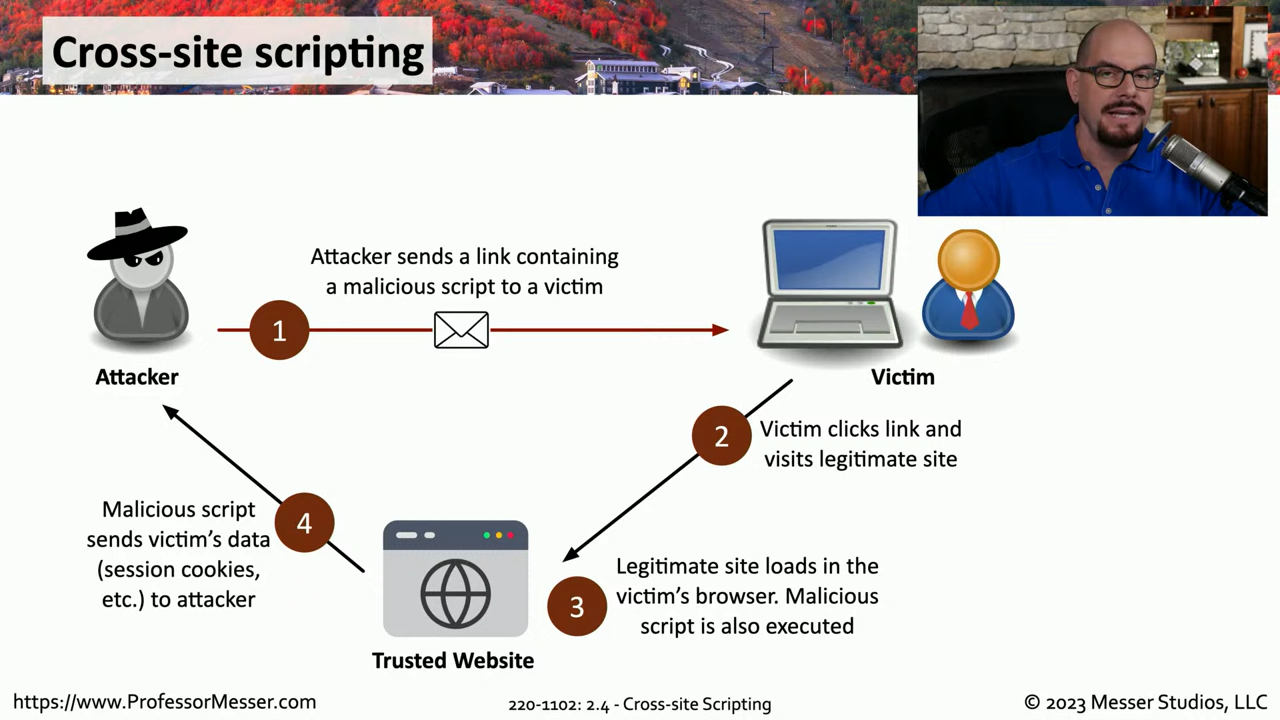 Cross-site scripting
Attacker sends a link containing
a malicious script to a victim
1
Attacker
Victim
2
Victim clicks link and
visits legitimate site
Malicious script
sends victim's data
(session cookies,
etc.) to attacker
4
3
Legitimate site loads in the
victim's browser. Malicious
script is also executed
Trusted Website
https://www.ProfessorMesser.com
220-1102: 2.4 - Cross-site Scripting
© 2023 Messer Studios, LLC